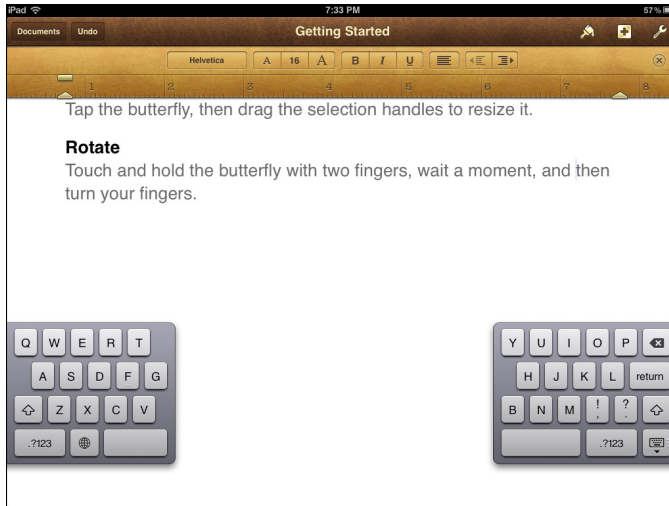 iPad 7:33 PM 57%
Documents Undo Getting Started
Helvetica A 16 A B I U
1 2 3 4 5 6 7 8
Tap the butterfly, then drag the selection handles to resize it.
Rotate
Touch and hold the butterfly with two fingers, wait a moment, and then
turn your fingers.
Q W E R T Y U I O P
A S D F G H J K L return
Z X C V B N M ! , ? .
.?123 .?123